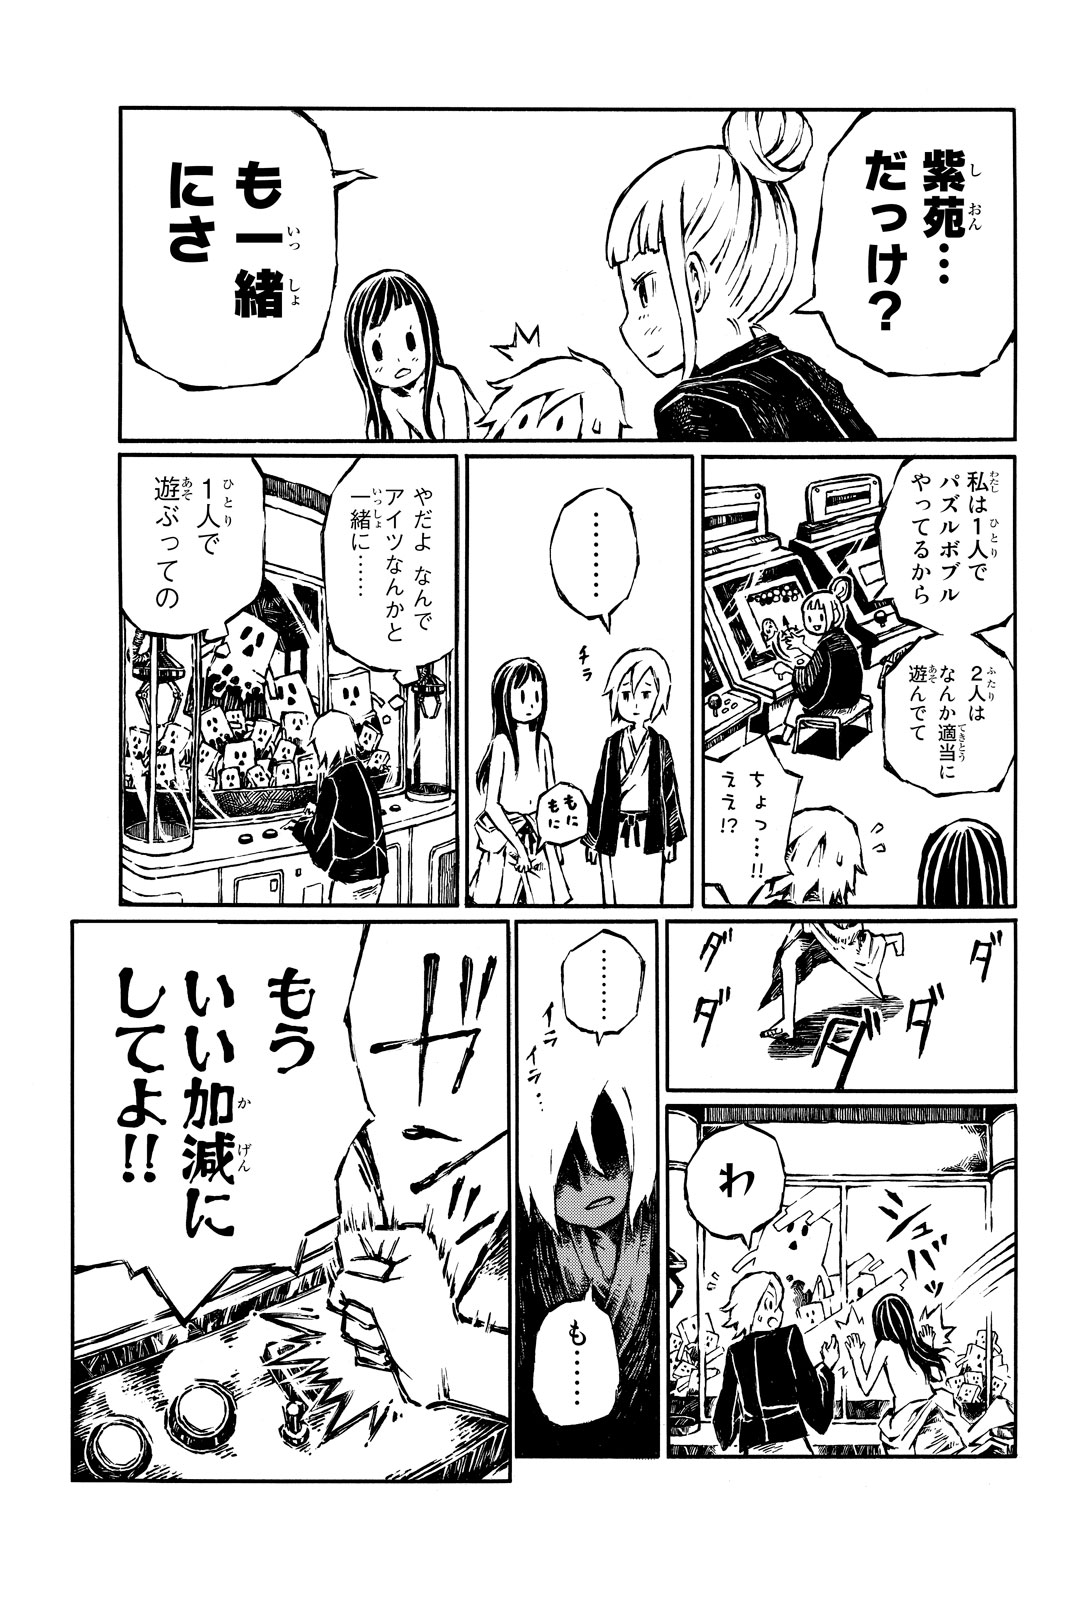 紫苑…
だっけ?
も一緒
にさ
私は1人で
パズルボブル
やってるから
2人は
なんか適当に
遊んでて
ちょっ…!!
ええ!?
………
チラ
もに
もに
やだよ なんで
アイツなんかと
一緒に……
1人で
遊ぶっての
ダ
ダ
ダ
ダ
わ
ジュッ
………
イラ
イラ…
も……
ガン
もう
いい加減に
してよ!!